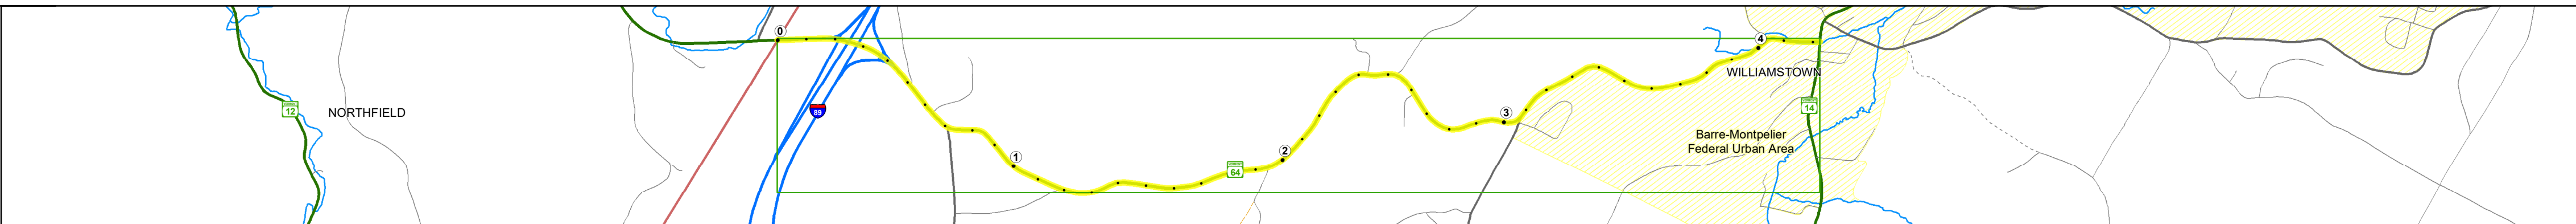 0
4
WILLIAMSTOWN
12
NORTHFIELD
89
14
3
Barre-Montpelier
Federal Urban Area
2
1
64